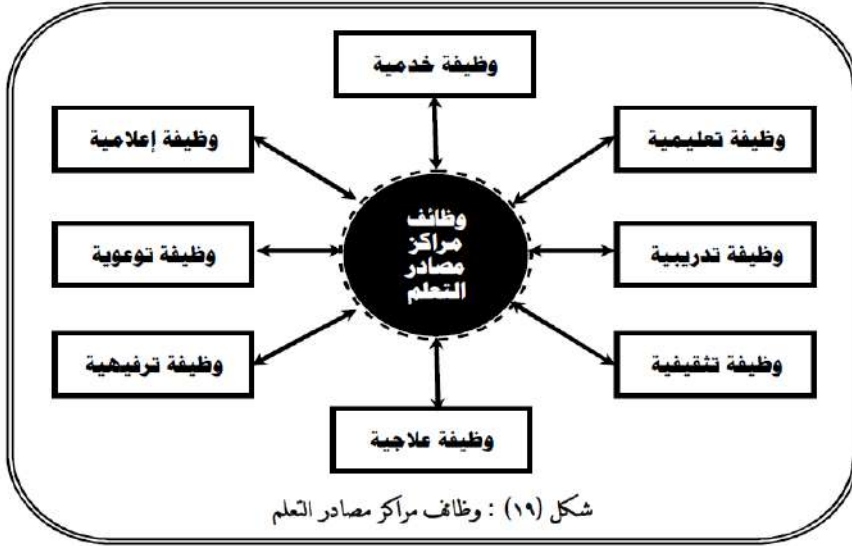 وظيفة خدمية
وظيفة تعليمية
وظيفة إعلامية
وظائف
مراكز
مصادر
التعلم
وظيفة تدريبية
وظيفة توعوية
وظيفة تثقيفية
وظيفة ترفيهية
وظيفة علاجية
شكل (١٩) : وظائف مراكز مصادر التعلم